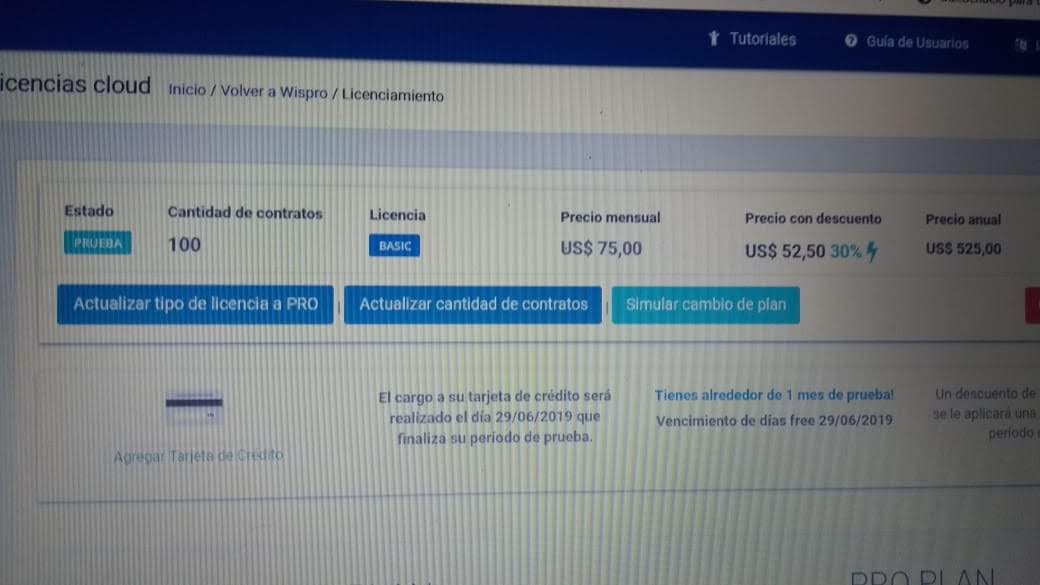 Tutoriales
Guía de Usuarios
icencias cloud
Inicio / Volver a Wispro / Licenciamiento
Estado
Cantidad de contratos
Licencia
Precio mensual
Precio con descuento
Precio anual
PRUEBA
100
BASIC
US$ 75,00
US$ 52,50 30%
US$ 525,00
Actualizar tipo de licencia a PRO
Actualizar cantidad de contratos
Simular cambio de plan
El cargo a su tarjeta de crédito será
realizado el día 29/06/2019 que
finaliza su periodo de prueba.
Tienes alrededor de 1 mes de prueba!
Vencimiento de días free 29/06/2019
Un descuento de
se le aplicará una
periodo
Agregar Tarjeta de Crédito
PRO PLAN